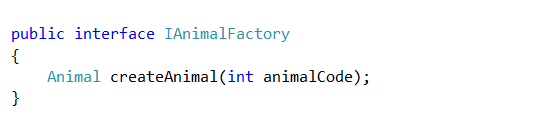 public interface IAnimalFactory
{
    Animal createAnimal(int animalCode);
}